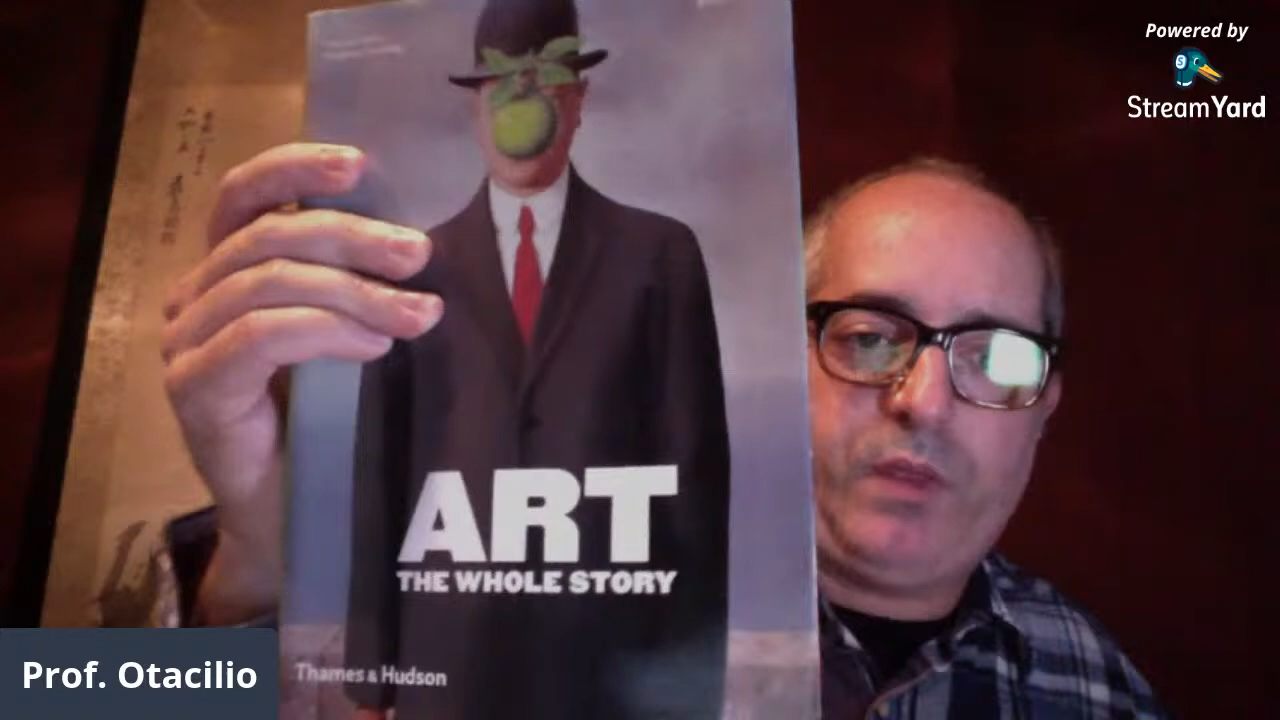 Powered by
StreamYard
ART
THE WHOLE STORY
Thames & Hudson
Prof. Otacilio